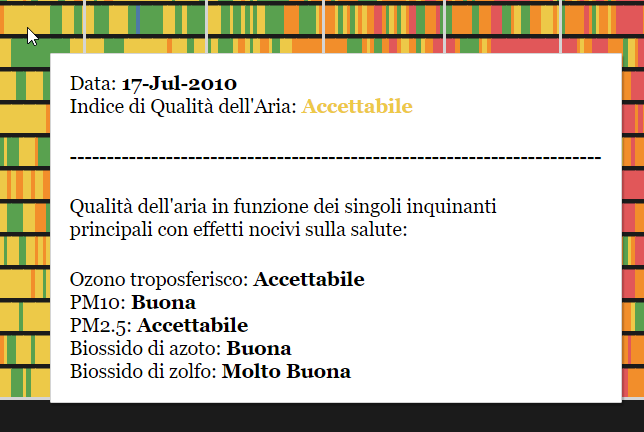 Data: 17-Jul-2010
Indice di Qualità dell'Aria: Accettabile
--------------------------------------------------------------------------
Qualità dell'aria in funzione dei singoli inquinanti
principali con effetti nocivi sulla salute:
Ozono troposferisco: Accettabile
PM10: Buona
PM2.5: Accettabile
Biossido di azoto: Buona
Biossido di zolfo: Molto Buona